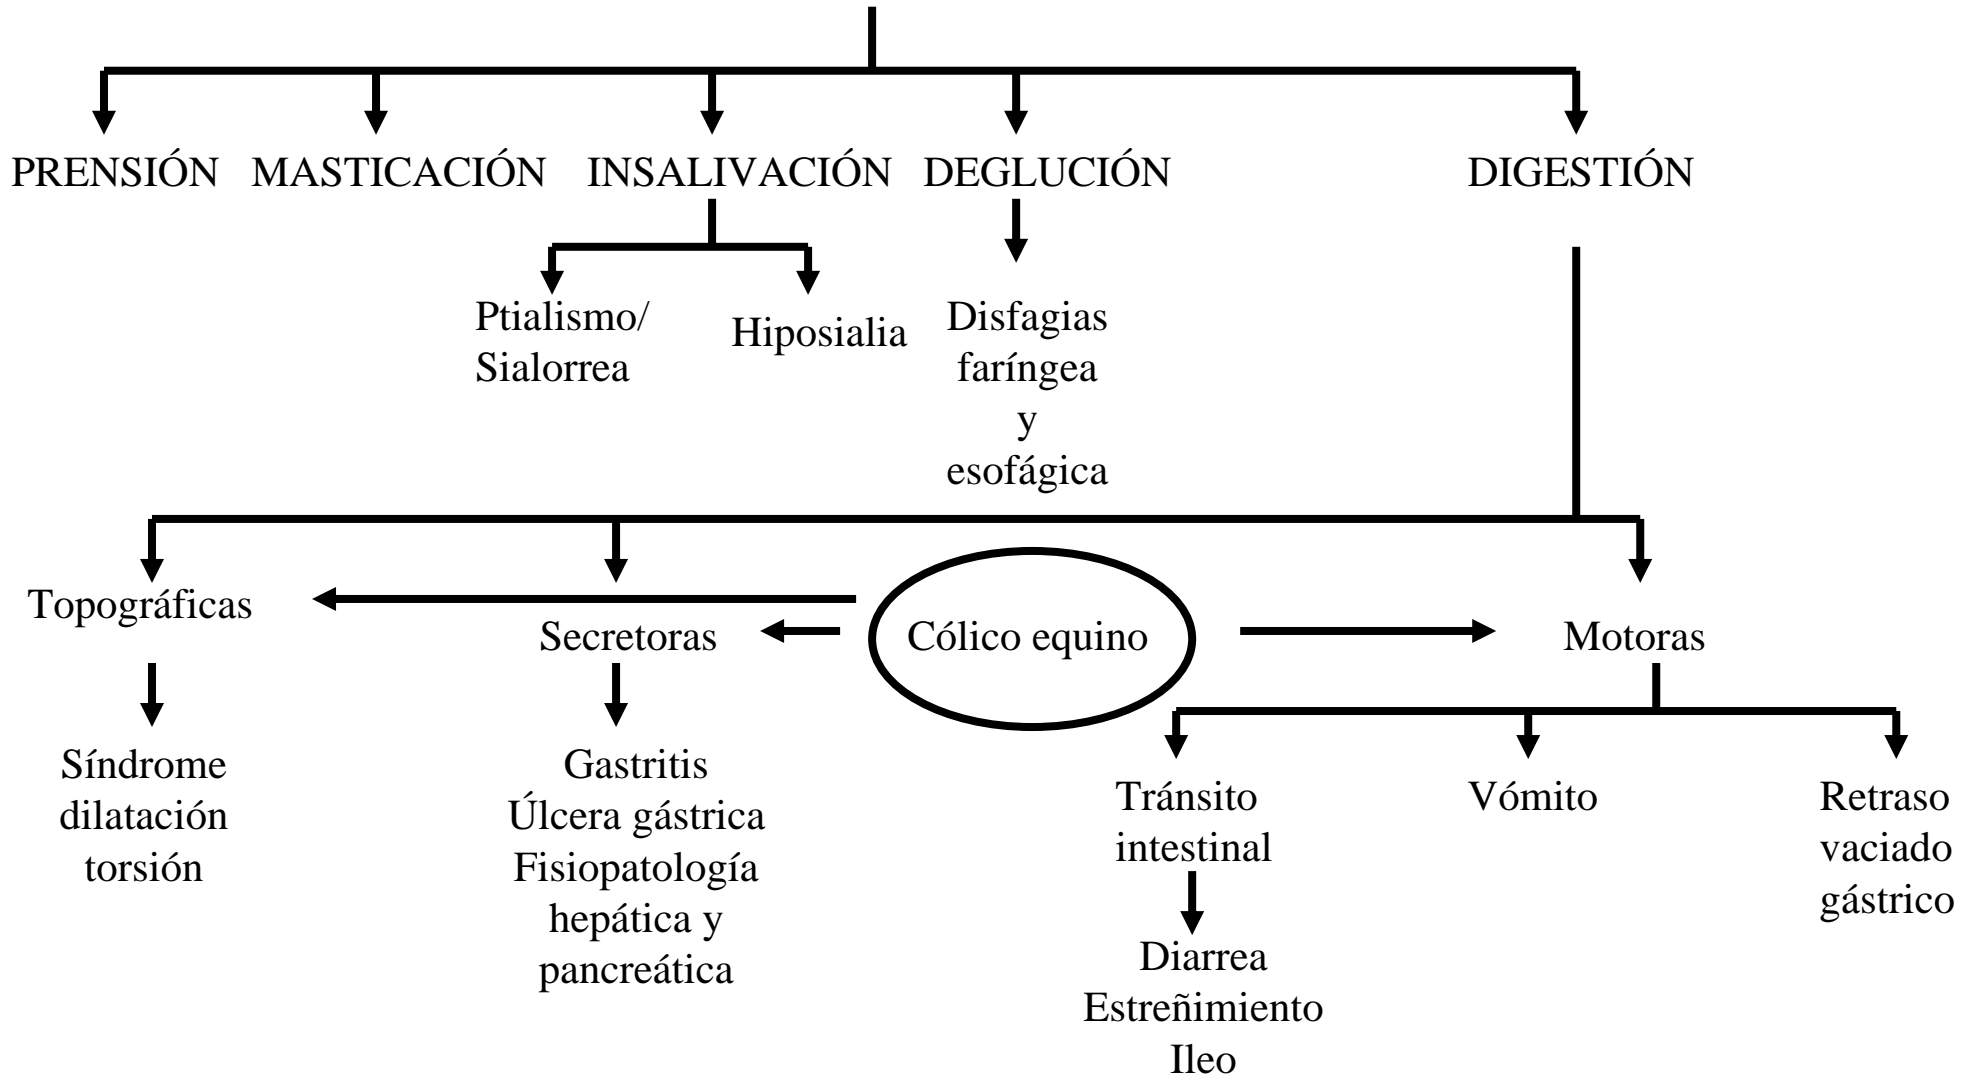 PRENSIÓN MASTICACIÓN INSALIVACIÓN DEGLUCIÓN DIGESTIÓN
Ptialismo/
Sialorrea
Hiposialia
Disfagias
faríngea
y
esofágica
Topográficas
Secretoras
Cólico equino
Motoras
Síndrome
dilatación
torsión
Gastritis
Úlcera gástrica
Fisiopatología
hepática y
pancreática
Tránsito
intestinal
Vómito
Retraso
vaciado
gástrico
Diarrea
Estreñimiento
Ileo